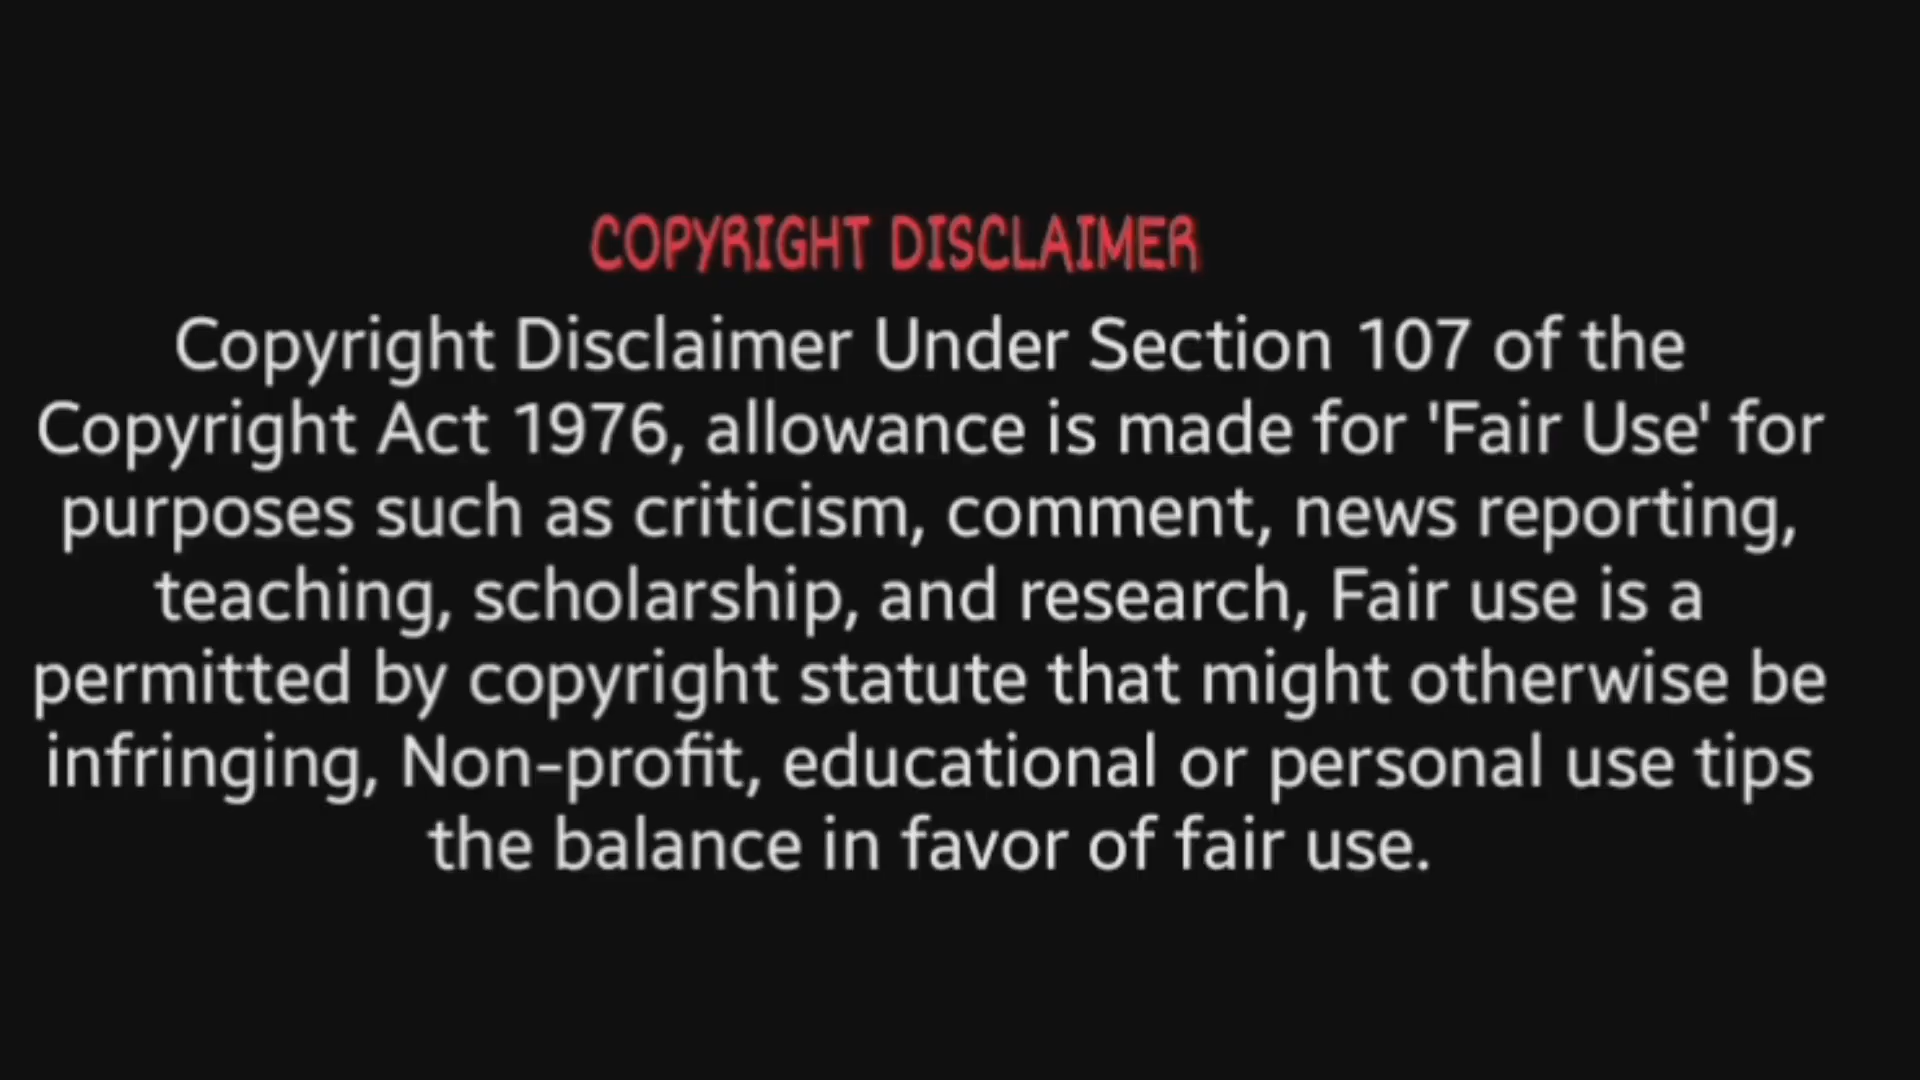 COPYRIGHT DISCLAIMER
Copyright Disclaimer Under Section 107 of the
Copyright Act 1976, allowance is made for 'Fair Use' for
purposes such as criticism, comment, news reporting,
teaching, scholarship, and research, Fair use is a
permitted by copyright statute that might otherwise be
infringing, Non-profit, educational or personal use tips
the balance in favor of fair use.